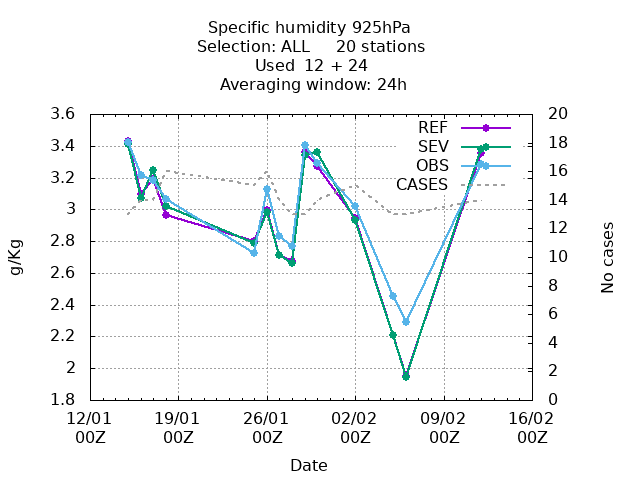 Specific humidity 925hPa
Selection: ALL     20 stations
Used  12 + 24
Averaging window: 24h
3.6
3.4
3.2
3
2.8
2.6
2.4
2.2
2
1.8
g/Kg
20
18
16
14
12
10
8
6
4
2
0
No cases
REF
SEV
OBS
CASES
12/01 19/01 26/01 02/02 09/02 16/02
00Z 00Z 00Z 00Z 00Z 00Z
Date